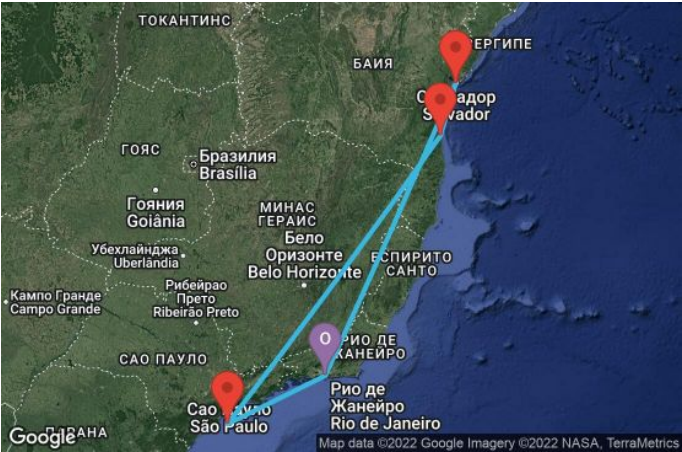 ТОКАНТИНС
СЕРГИПЕ
БАИЯ
Салвадор
Salvador
ГОЯС
Бразилия
Brasília
Гояния
Goiânia
МИНАС
ГЕРАИС
Бело
Оризонте
Belo Horizonte
ЕСПИРИТО
САНТО
Убехлайнджа
Uberlândia
Рибейрао
Прето
Ribeirão Preto
Кампо Гранде
Campo Grande
О
РИО ДЕ
ЖАНЕЙРО
САО ПАУЛО
Рио де
Жанейро
Rio de Janeiro
Сао Пауло
São Paulo
ПАРАНА
Google
Map data ©2022 Google Imagery ©2022 NASA, TerraMetrics